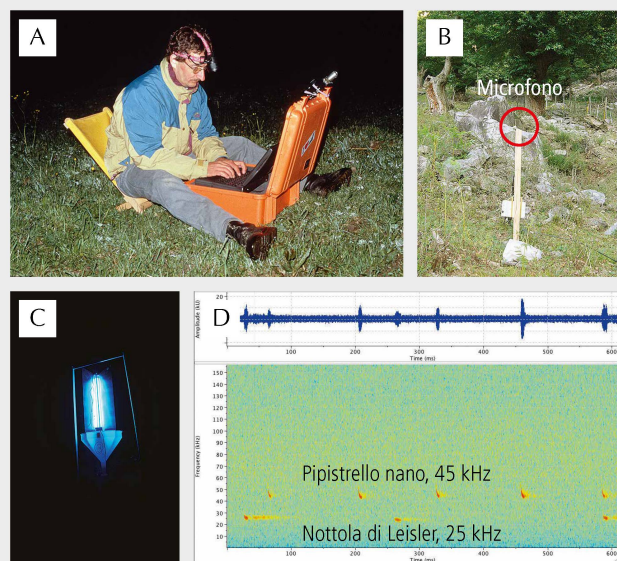 A
B
Microfono
C
D
20
Amplitude (kU)
100
200
300
400
500
600
Time (ms)
150
140
130
120
110
100
90
80
70
60
50
40
30
20
10
Frequency (kHz)
Pipistrello nano, 45 kHz
Nottola di Leisler, 25 kHz
100
200
300
400
500
600
Time (ms)